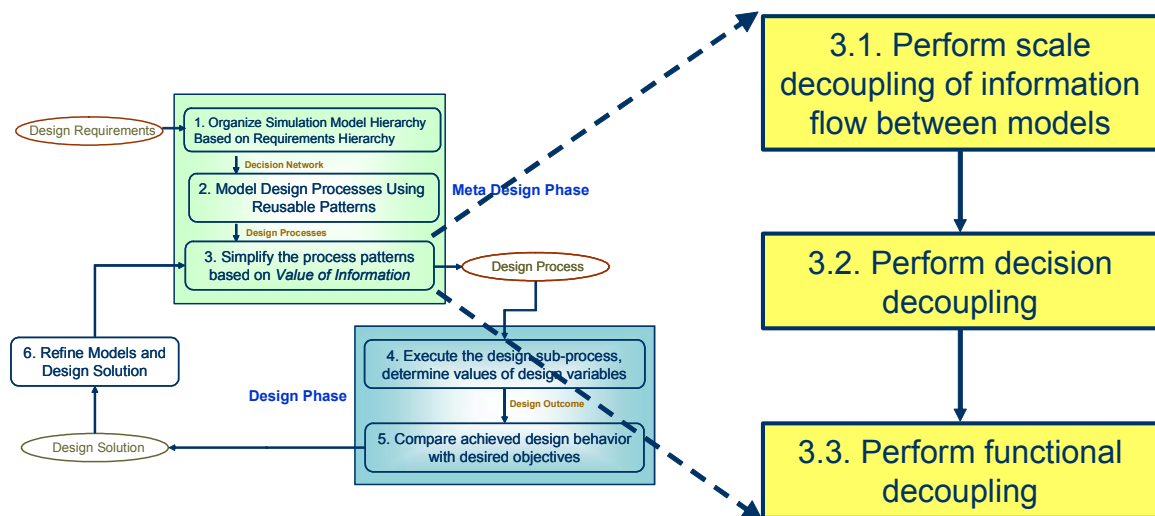 Design Requirements
1. Organize Simulation Model Hierarchy
Based on Requirements Hierarchy
Decision Network
2. Model Design Processes Using
Reusable Patterns
Meta Design Phase
Design Processes
3. Simplify the process patterns
based on Value of Information
Design Process
6. Refine Models and
Design Solution
4. Execute the design sub-process,
determine values of design variables
Design Phase
Design Outcome
5. Compare achieved design behavior
with desired objectives
Design Solution
3.1. Perform scale
decoupling of information
flow between models
3.2. Perform decision
decoupling
3.3. Perform functional
decoupling